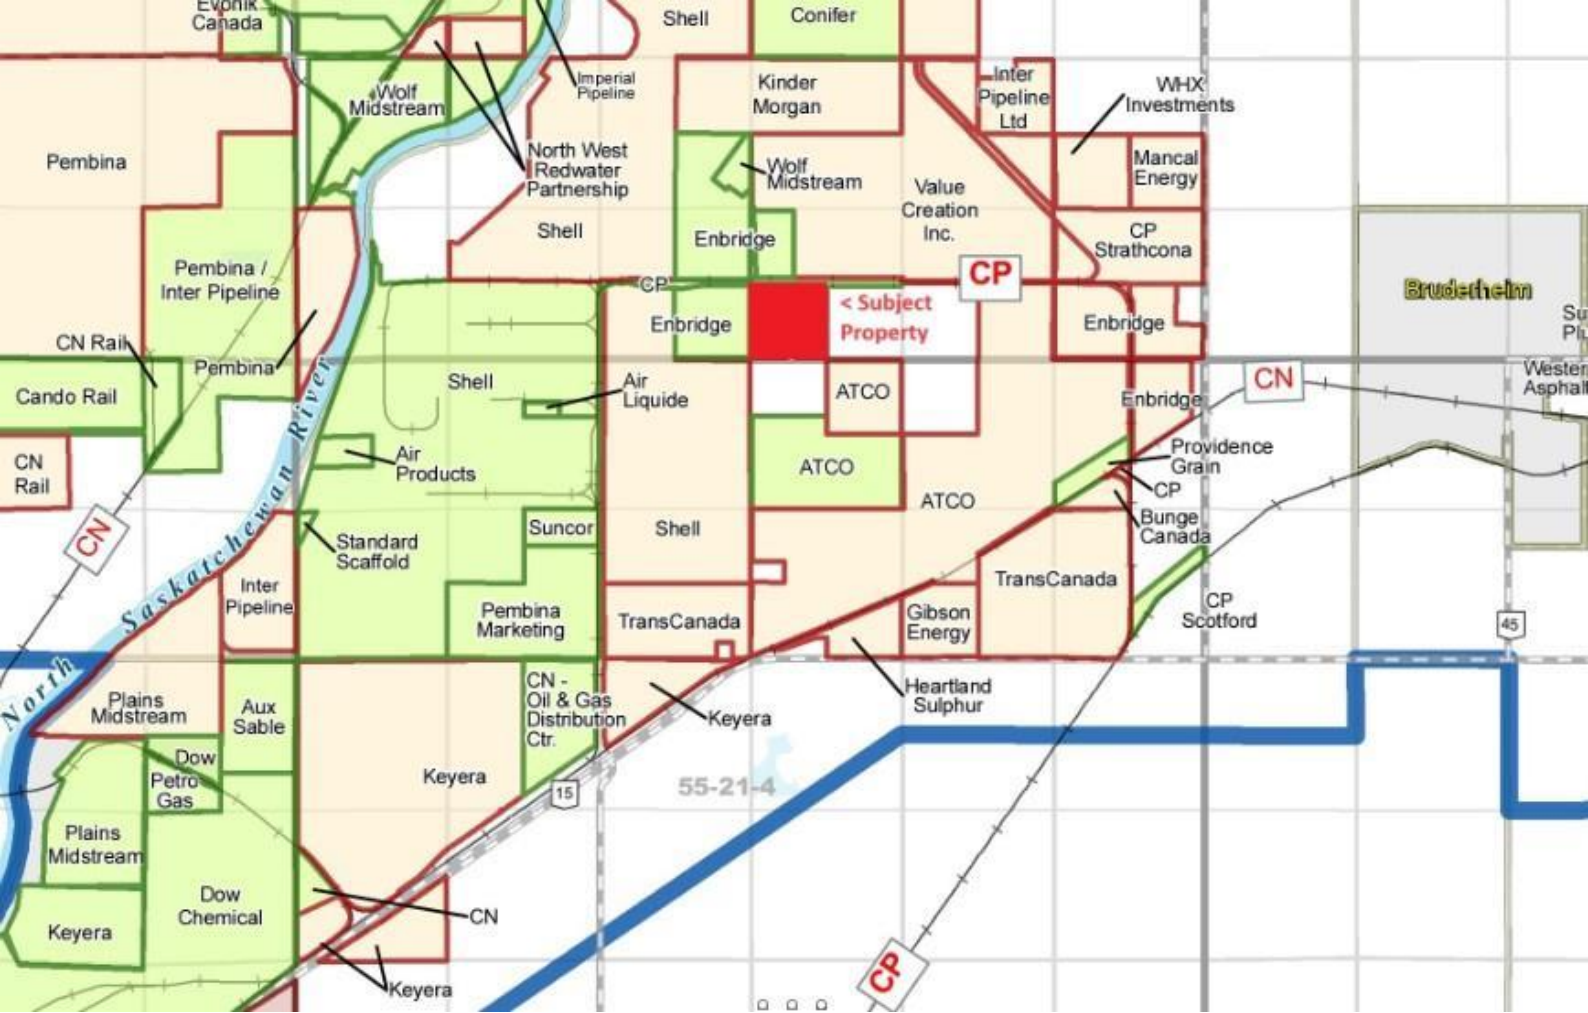 Evonik
Canada
Shell
Conifer
Imperial
Pipeline
Wolf
Midstream
Kinder
Morgan
Inter
Pipeline
Ltd
WHX
Investments
Pembina
North West
Redwater
Partnership
Wolf
Midstream
Value
Creation
Inc.
Mancal
Energy
Shell
Enbridge
CP
Strathcona
Pembina /
Inter Pipeline
CP
CP
Enbridge
< Subject
Property
Enbridge
Bruderheim
Su
Plu
CN Rail
Pembina
Cando Rail
Shell
Air
Liquide
ATCO
Enbridge
CN
Wester
Asphalt
CN
Rail
Air
Products
ATCO
Providence
Grain
CP
CN
ATCO
Bunge
Canada
Suncor
Shell
Standard
Scaffold
Inter
Pipeline
Pembina
Marketing
TransCanada
TransCanada
Gibson
Energy
CP
Scotford
45
North Saskatchewan River
Plains
Midstream
Aux
Sable
CN -
Oil & Gas
Distribution
Ctr.
Keyera
Heartland
Sulphur
Dow
Petro
Gas
Keyera
15
55-21-4
Plains
Midstream
Dow
Chemical
CN
Keyera
Keyera
CP